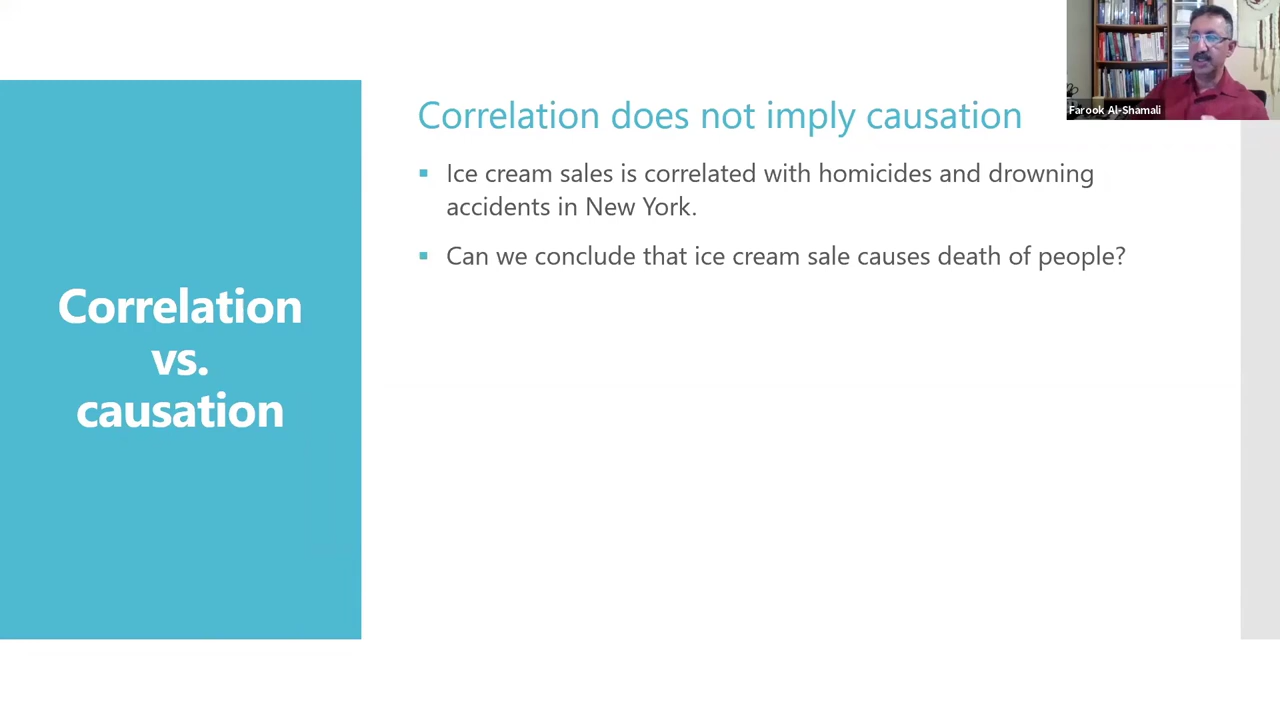 Correlation does not imply causation
Farook Al-Shamali
▪ Ice cream sales is correlated with homicides and drowning
accidents in New York.
▪ Can we conclude that ice cream sale causes death of people?
Correlation
vs.
causation